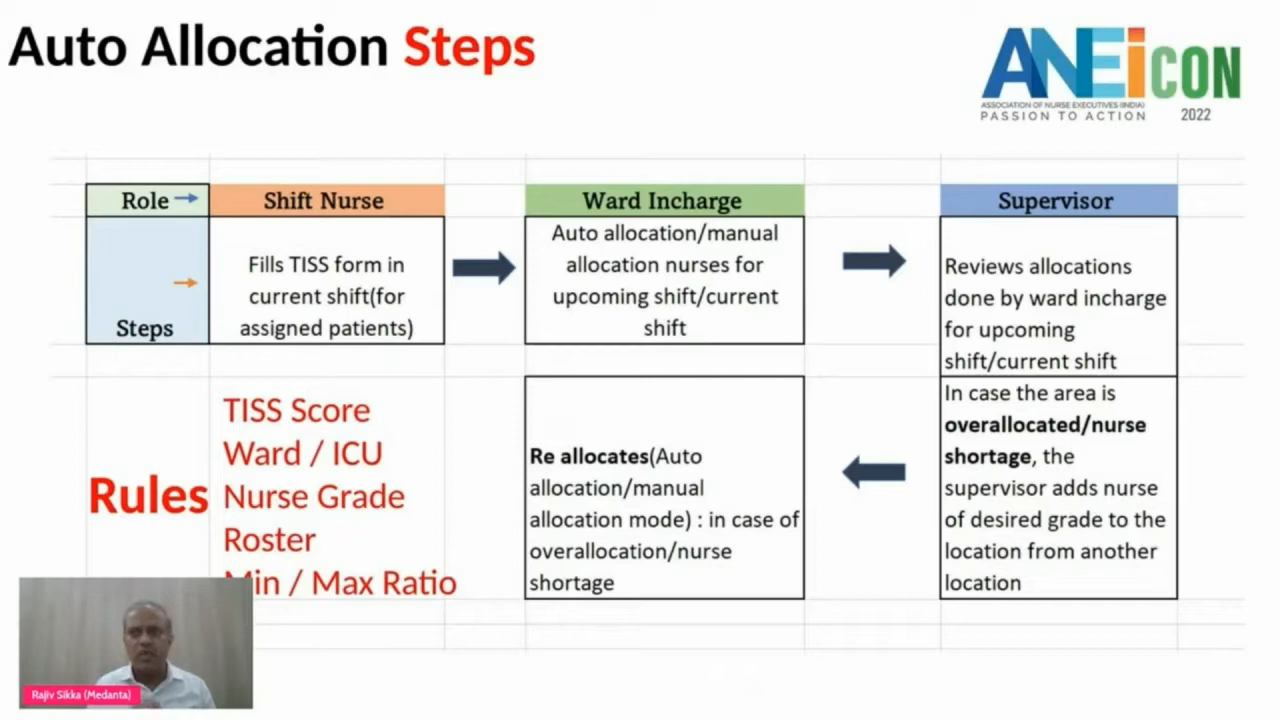 Auto Allocation Steps
ANEiCON
ASSOCIATION OF NURSE EXECUTIVES (INDIA)
PASSION TO ACTION 2022
Role
Shift Nurse
Ward Incharge
Supervisor
Steps
Fills TISS form in
current shift(for
assigned patients)
Auto allocation/manual
allocation nurses for
upcoming shift/current
shift
Reviews allocations
done by ward incharge
for upcoming
shift/current shift
Rules
TISS Score
Ward / ICU
Nurse Grade
Roster
Min / Max Ratio
Re allocates(Auto
allocation/manual
allocation mode) : in case of
overallocation/nurse
shortage
In case the area is
overallocated/nurse
shortage, the
supervisor adds nurse
of desired grade to the
location from another
location
Rajiv Sikka (Medanta)